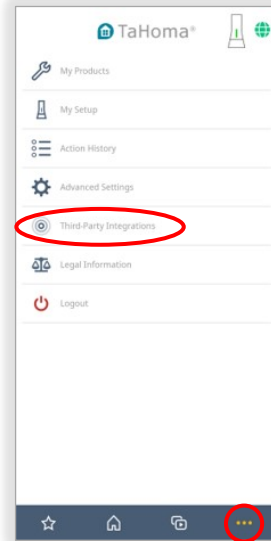 TaHoma®
My Products
My Setup
Action History
Advanced Settings
Third-Party Integrations
Legal Information
Logout